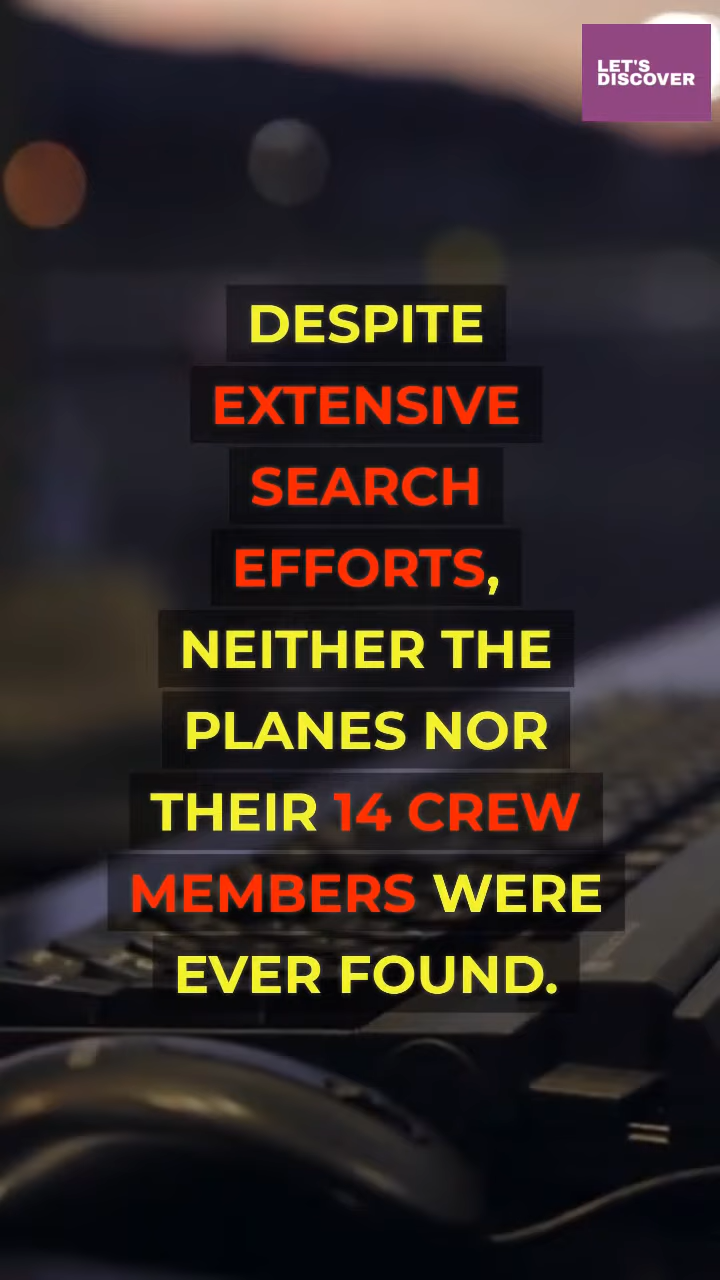 LET'S
DISCOVER
DESPITE
EXTENSIVE
SEARCH
EFFORTS,
NEITHER THE
PLANES NOR
THEIR 14 CREW
MEMBERS WERE
EVER FOUND.